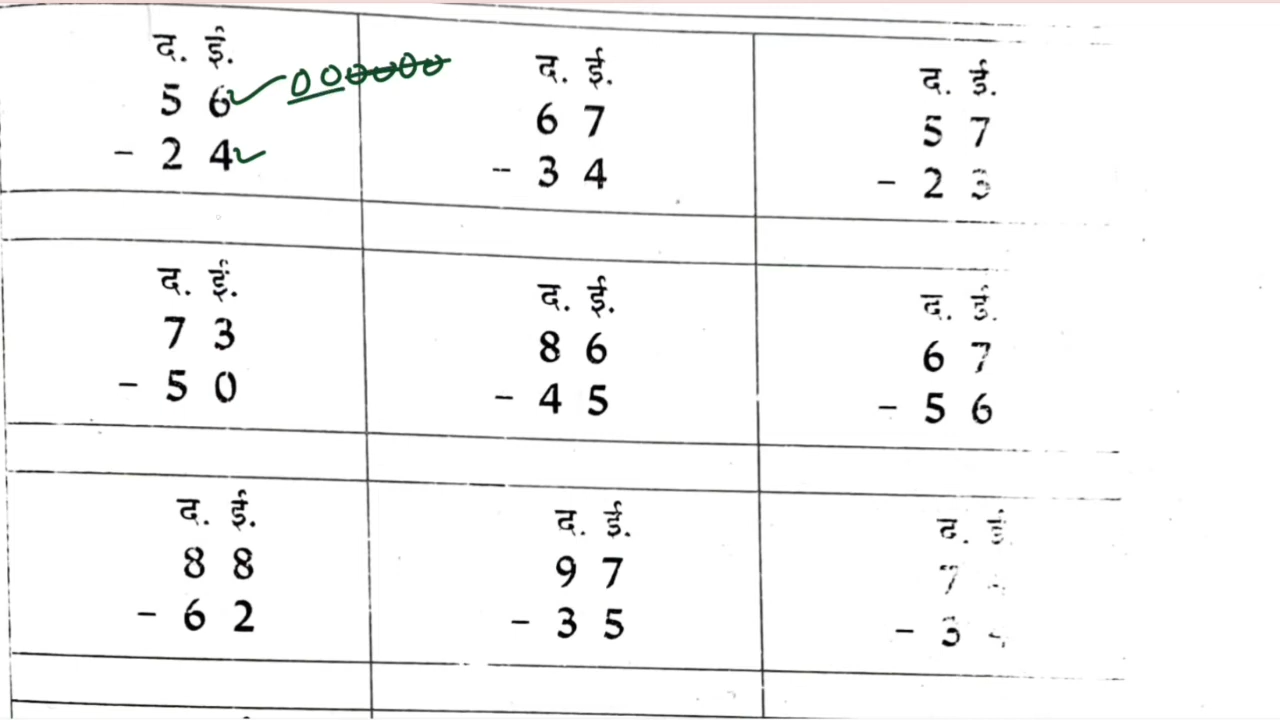 द. ई.
5 6
- 2 4
द. ई.
6 7
- 3 4
द. ई.
5 7
- 2 3
द. ई.
7 3
- 5 0
द. ई.
8 6
- 4 5
द. ई.
6 7
- 5 6
द. ई.
8 8
- 6 2
द. ई.
9 7
- 3 5
द. ई.
7
- 3